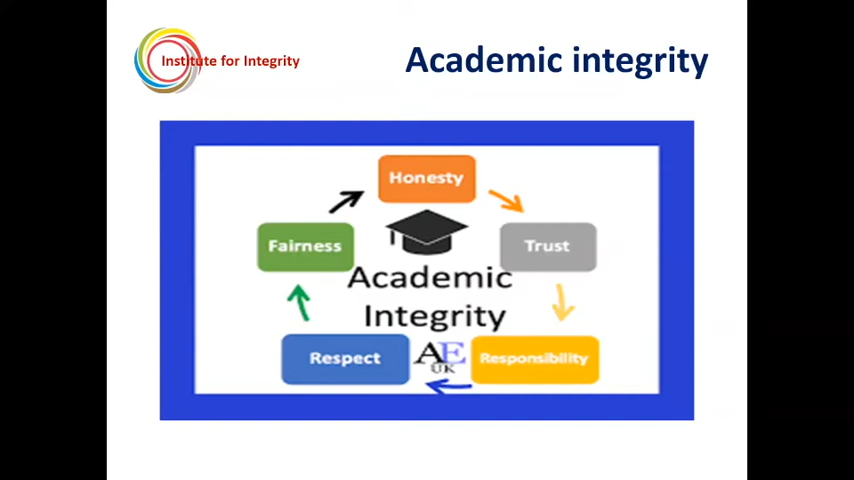 Institute for Integrity
Academic integrity
Honesty
Fairness
Trust
Academic
Integrity
Respect
AE
UK
Responsibility